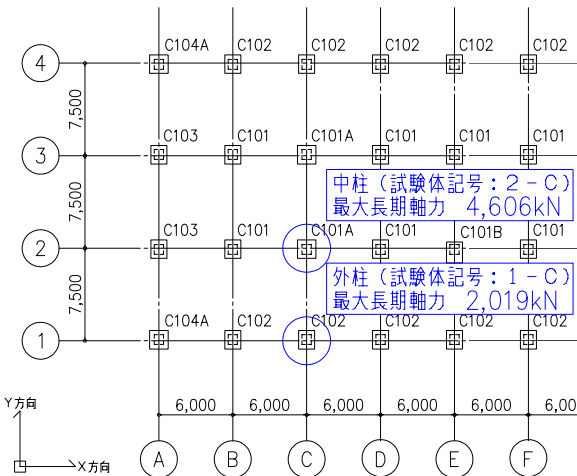 C104A C102 C102 C102 C102 C102
4
7,500
C103 C101 C101A C101 C101 C101
3
中柱（試験体記号：2－C）
最大長期軸力 4,606kN
7,500
C103 C101 C101A C101 C101B C101
2
外柱（試験体記号：1－C）
最大長期軸力 2,019kN
7,500
C104A C102 C102 C102 C102 C102
1
Y方向
6,000 6,000 6,000 6,000 6,000 6,00
X方向
A B C D E F